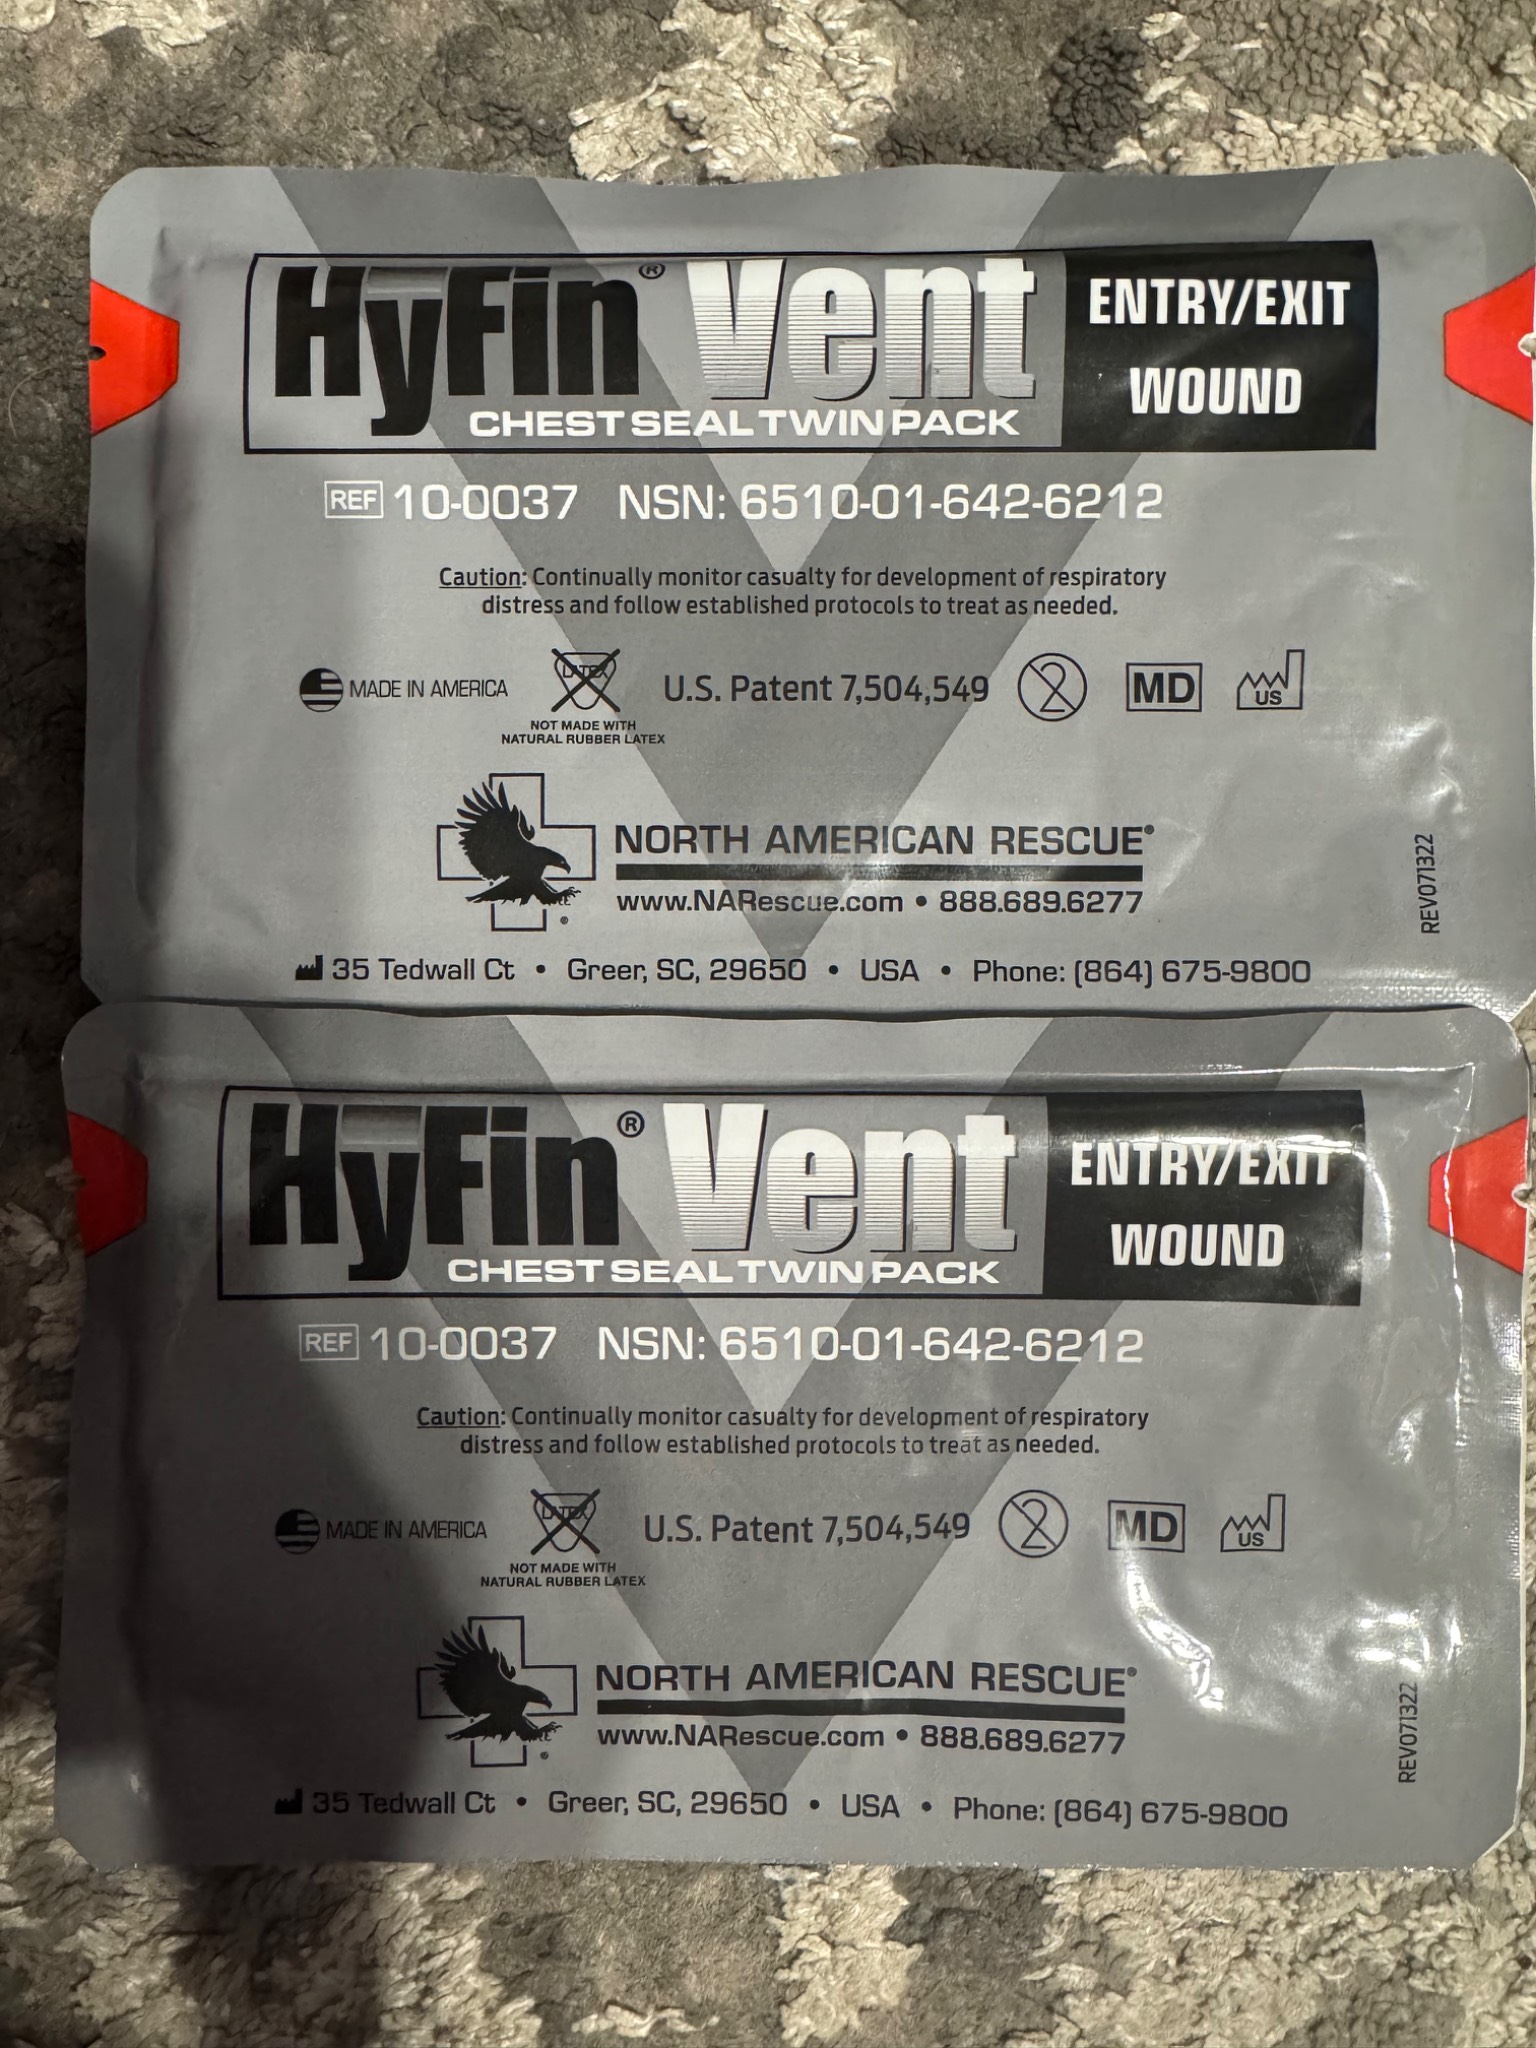 HyFin® Vent
CHEST SEAL TWIN PACK
ENTRY/EXIT
WOUND
REF 10-0037 NSN: 6510-01-642-6212
Caution: Continually monitor casualty for development of respiratory
distress and follow established protocols to treat as needed.
MADE IN AMERICA
LATEX
NOT MADE WITH
NATURAL RUBBER LATEX
U.S. Patent 7,504,549
2
MD
US
NORTH AMERICAN RESCUE®
www.NARescue.com • 888.689.6277
®
REV071322
35 Tedwall Ct • Greer, SC, 29650 • USA • Phone: (864) 675-9800
HyFin® Vent
CHEST SEAL TWIN PACK
ENTRY/EXIT
WOUND
REF 10-0037 NSN: 6510-01-642-6212
Caution: Continually monitor casualty for development of respiratory
distress and follow established protocols to treat as needed.
MADE IN AMERICA
LATEX
NOT MADE WITH
NATURAL RUBBER LATEX
U.S. Patent 7,504,549
2
MD
US
NORTH AMERICAN RESCUE®
www.NARescue.com • 888.689.6277
®
REV071322
35 Tedwall Ct • Greer, SC, 29650 • USA • Phone: (864) 675-9800